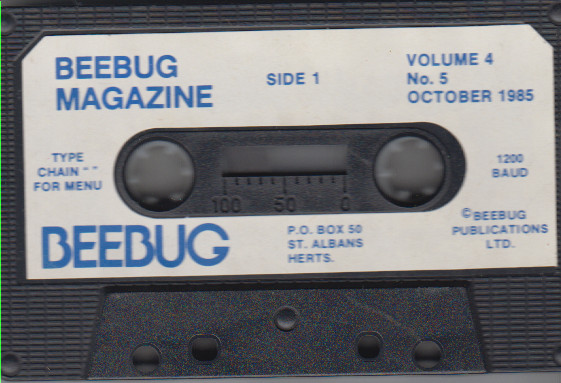 BEEBUG
MAGAZINE
SIDE 1
VOLUME 4
No. 5
OCTOBER 1985
TYPE
CHAIN " "
FOR MENU
100 50 0
1200
BAUD
BEEBUG
P.O. BOX 50
ST. ALBANS
HERTS.
©BEEBUG
PUBLICATIONS
LTD.